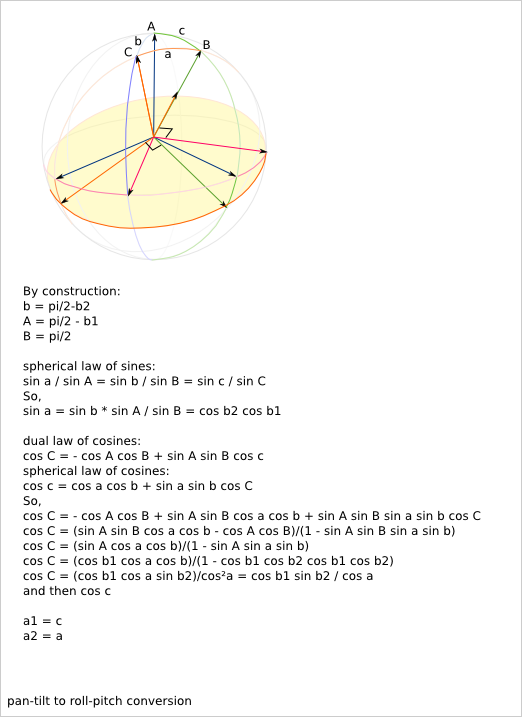 A
c
b
B
C
a
By construction:
b = pi/2-b2
A = pi/2 - b1
B = pi/2
spherical law of sines:
sin a / sin A = sin b / sin B = sin c / sin C
So,
sin a = sin b * sin A / sin B = cos b2 cos b1
dual law of cosines:
cos C = - cos A cos B + sin A sin B cos c
spherical law of cosines:
cos c = cos a cos b + sin a sin b cos C
So,
cos C = - cos A cos B + sin A sin B cos a cos b + sin A sin B sin a sin b cos C
cos C = (sin A sin B cos a cos b - cos A cos B)/(1 - sin A sin B sin a sin b)
cos C = (sin A cos a cos b)/(1 - sin A sin a sin b)
cos C = (cos b1 cos a cos b)/(1 - cos b1 cos b2 cos b1 cos b2)
cos C = (cos b1 cos a sin b2)/cos²a = cos b1 sin b2 / cos a
and then cos c
a1 = c
a2 = a
pan-tilt to roll-pitch conversion